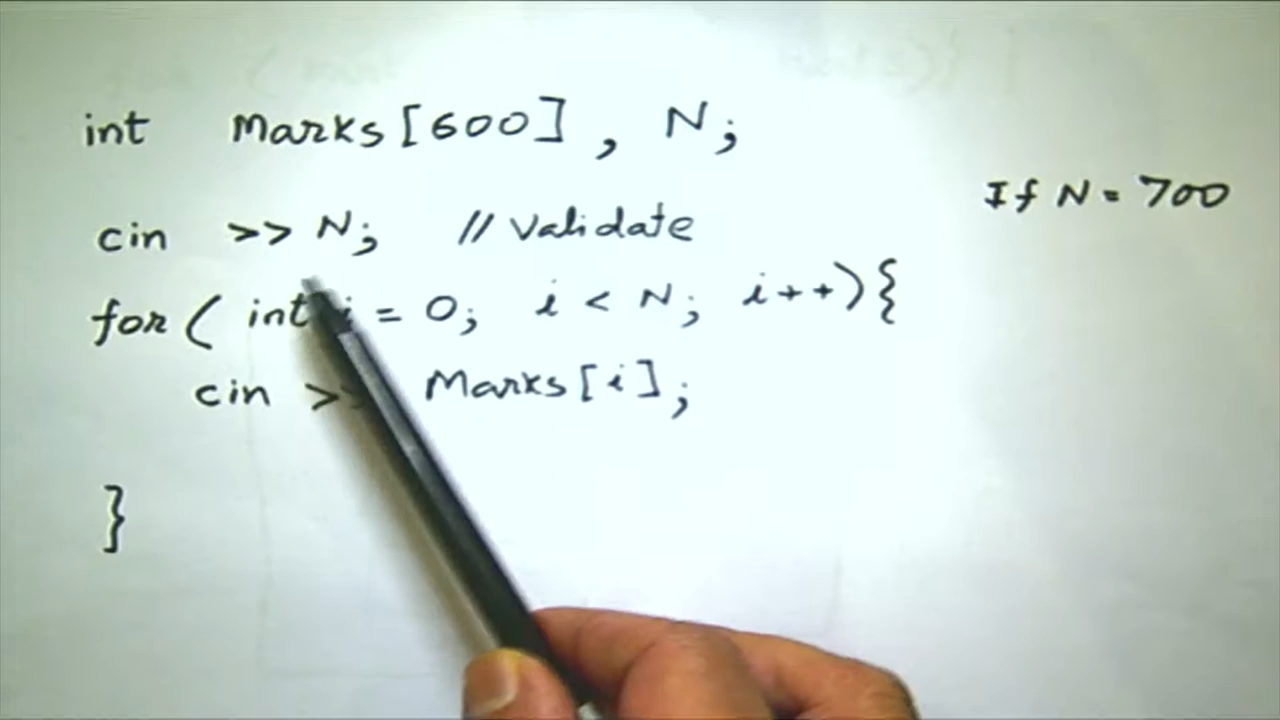 int Marks[600], N;
cin >> N; // Validate
If N = 700
for( int i = 0; i < N; i++){
cin >> Marks[i];
}